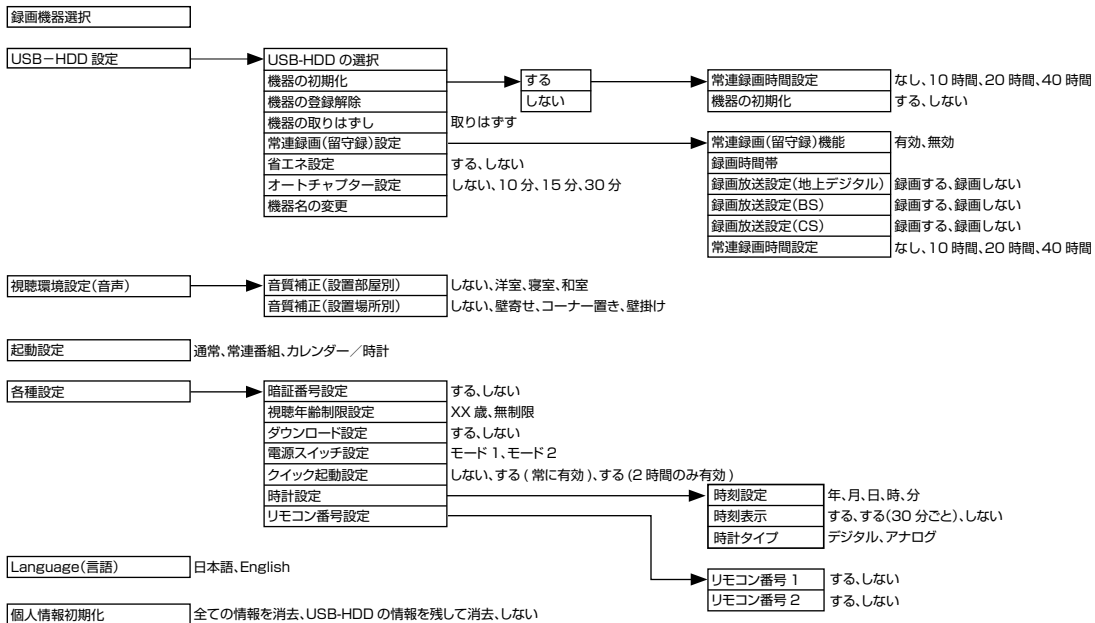 録画機器選択
USB－HDD 設定
USB-HDD の選択
機器の初期化
する
常連録画時間設定 なし、10 時間、20 時間、40 時間
しない
機器の初期化 する、しない
機器の登録解除
機器の取りはずし 取りはずす
常連録画(留守録)設定
常連録画(留守録)機能 有効、無効
省エネ設定 する、しない
録画時間帯
オートチャプター設定 しない、10 分、15 分、30 分
録画放送設定(地上デジタル) 録画する、録画しない
機器名の変更
録画放送設定(BS) 録画する、録画しない
録画放送設定(CS) 録画する、録画しない
常連録画時間設定 なし、10 時間、20 時間、40 時間
視聴環境設定(音声)
音質補正(設置部屋別) しない、洋室、寝室、和室
音質補正(設置場所別) しない、壁寄せ、コーナー置き、壁掛け
起動設定 通常、常連番組、カレンダー／時計
各種設定
暗証番号設定 する、しない
視聴年齢制限設定 XX 歳、無制限
ダウンロード設定 する、しない
電源スイッチ設定 モード 1、モード 2
クイック起動設定 しない、する ( 常に有効 )、する (2 時間のみ有効 )
時計設定
時刻設定 年、月、日、時、分
リモコン番号設定
時刻表示 する、する(30 分ごと)、しない
時計タイプ デジタル、アナログ
Language(言語) 日本語、English
リモコン番号 1 する、しない
リモコン番号 2 する、しない
個人情報初期化 全ての情報を消去、USB-HDD の情報を残して消去、しない